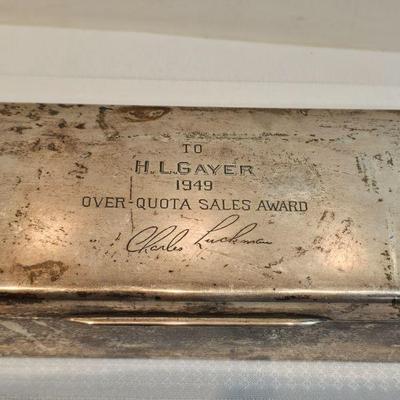 TO
H.L.GAYER
1949
OVER-QUOTA SALES AWARD
Charles Luckman